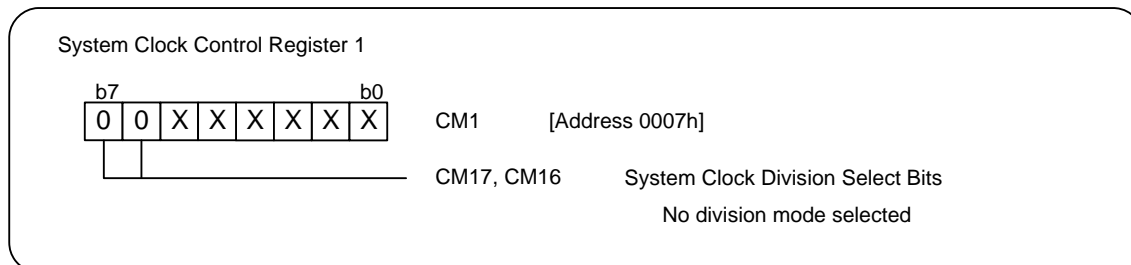 System Clock Control Register 1
b7 b0
0 0 X X X X X X CM1 [Address 0007h]
CM17, CM16 System Clock Division Select Bits
No division mode selected